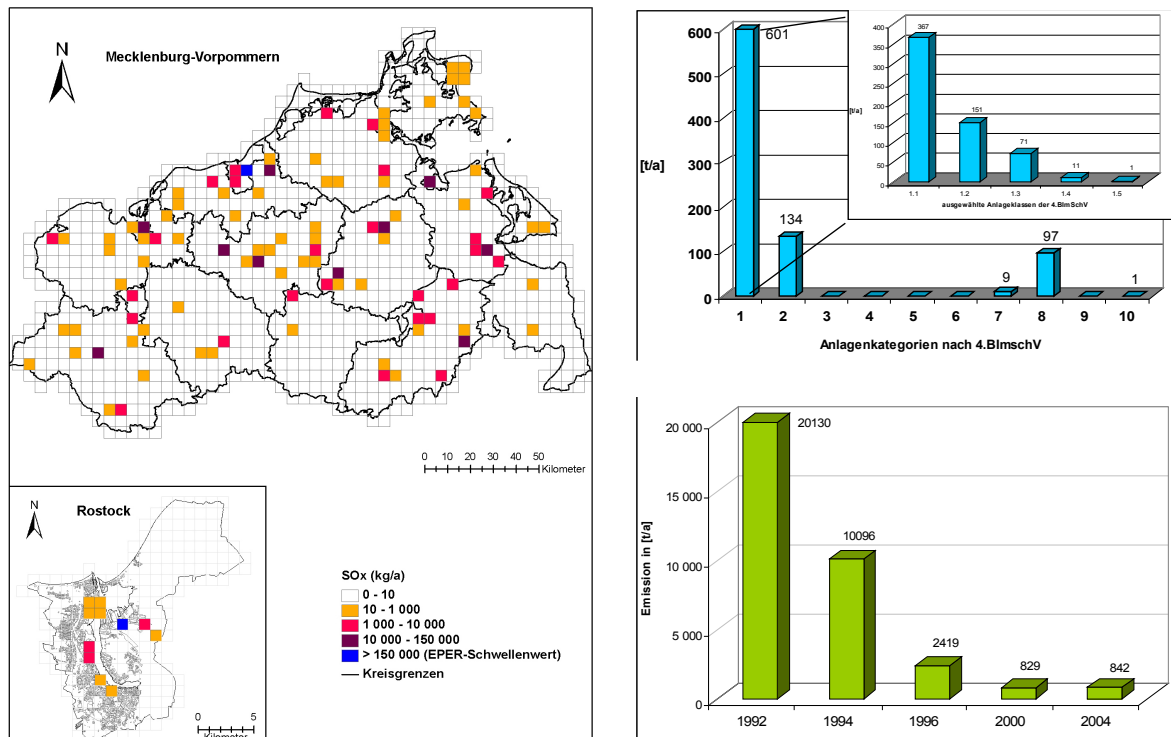 N
Mecklenburg-Vorpommern
0 10 20 30 40 50
Kilometer
N
Rostock
0 5
Kilometer
SOx (kg/a)
0 - 10
10 - 1 000
1 000 - 10 000
10 000 - 150 000
> 150 000 (EPER-Schwellenwert)
Kreisgrenzen
600
500
400
300
200
100
0
[t/a]
601
134
9
97
1
1 2 3 4 5 6 7 8 9 10
Anlagenkategorien nach 4.BImschV
400
350
300
250
200
150
100
50
0
[t/a]
367
151
71
11
1
1.1 1.2 1.3 1.4 1.5
ausgewählte Anlageklassen der 4.BImSchV
20 000
15 000
10 000
5 000
0
Emission in [t/a]
20130
10096
2419
829
842
1992 1994 1996 2000 2004